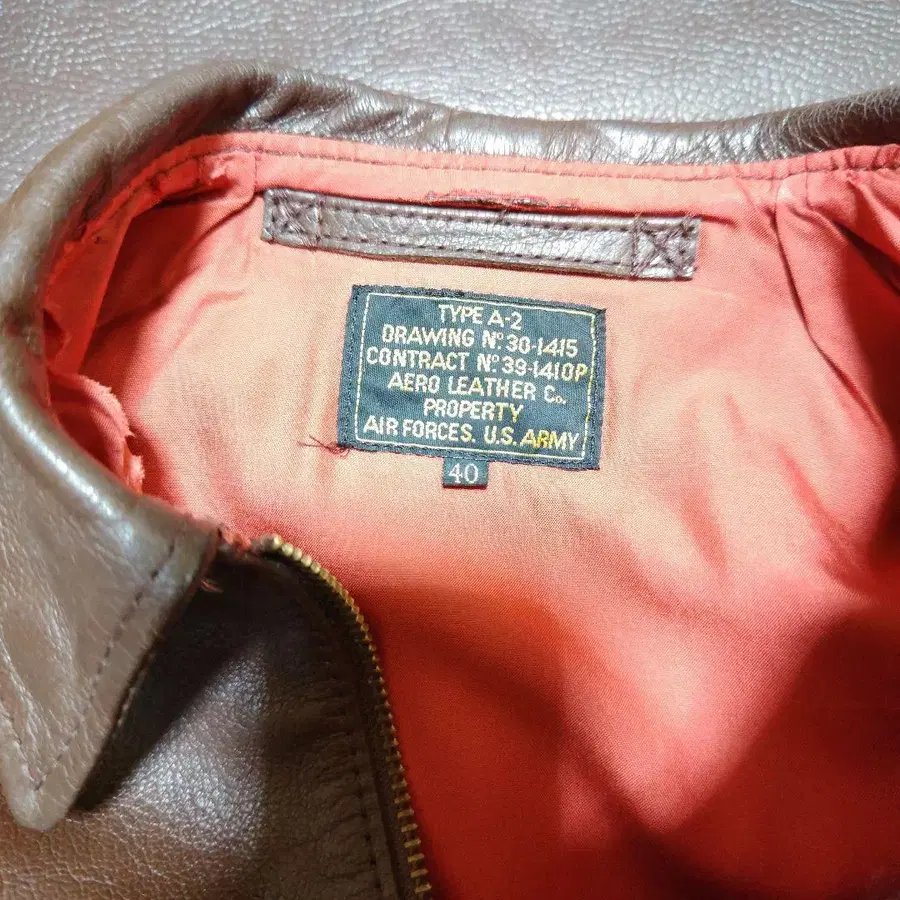 TYPE A-2
DRAWING Nº 30-1415
CONTRACT Nº 39-1410P
AERO LEATHER Co.
PROPERTY
AIR FORCES, U.S. ARMY
40